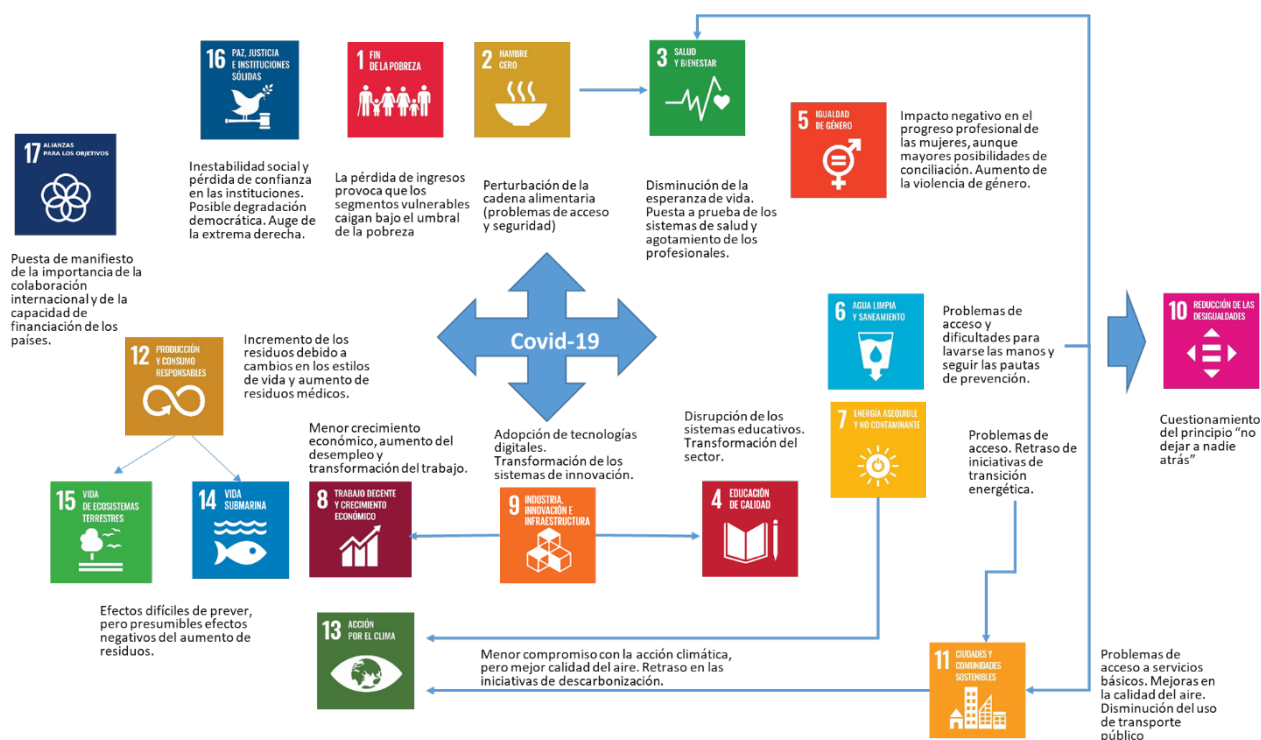 16 PAZ, JUSTICIA
E INSTITUCIONES
SÓLIDAS
1 FIN
DE LA POBREZA
2 HAMBRE
CERO
3 SALUD
Y BIENESTAR
5 IGUALDAD
DE GÉNERO
Impacto negativo en el
progreso profesional de
las mujeres, aunque
mayores posibilidades de
conciliación. Aumento de
la violencia de género.
17 ALIANZAS
PARA LOS OBJETIVOS
Inestabilidad social y
pérdida de confianza
en las instituciones.
Posible degradación
democrática. Auge de
la extrema derecha.
La pérdida de ingresos
provoca que los
segmentos vulnerables
caigan bajo el umbral
de la pobreza
Perturbación de la
cadena alimentaria
(problemas de acceso
y seguridad)
Disminución de la
esperanza de vida.
Puesta a prueba de los
sistemas de salud y
agotamiento de los
profesionales.
Puesta de manifiesto
de la importancia de la
colaboración
internacional y de la
capacidad de
financiación de los
países.
Covid-19
6 AGUA LIMPIA
Y SANEAMIENTO
Problemas de
acceso y
dificultades para
lavarse las manos y
seguir las pautas
de prevención.
10 REDUCCIÓN DE LAS
DESIGUALDADES
12 PRODUCCIÓN
Y CONSUMO
RESPONSABLES
Incremento de los
residuos debido a
cambios en los estilos
de vida y aumento de
residuos médicos.
Menor crecimiento
económico, aumento del
desempleo y
transformación del trabajo.
Adopción de tecnologías
digitales.
Transformación de los
sistemas de innovación.
Disrupción de los
sistemas educativos.
Transformación del
sector.
7 ENERGÍA ASEQUIBLE
Y NO CONTAMINANTE
Problemas de
acceso. Retraso de
iniciativas de
transición
energética.
Cuestionamiento
del principio “no
dejar a nadie
atrás”
15 VIDA
DE ECOSISTEMAS
TERRESTRES
14 VIDA
SUBMARINA
8 TRABAJO DECENTE
Y CRECIMIENTO
ECONÓMICO
9 INDUSTRIA,
INNOVACIÓN E
INFRAESTRUCTURA
4 EDUCACIÓN
DE CALIDAD
Efectos difíciles de prever,
pero presumibles efectos
negativos del aumento de
residuos.
13 ACCIÓN
POR EL CLIMA
Menor compromiso con la acción climática,
pero mejor calidad del aire. Retraso en las
iniciativas de descarbonización.
11 CIUDADES Y
COMUNIDADES
SOSTENIBLES
Problemas de
acceso a servicios
básicos. Mejoras en
la calidad del aire.
Disminución del uso
de transporte
público